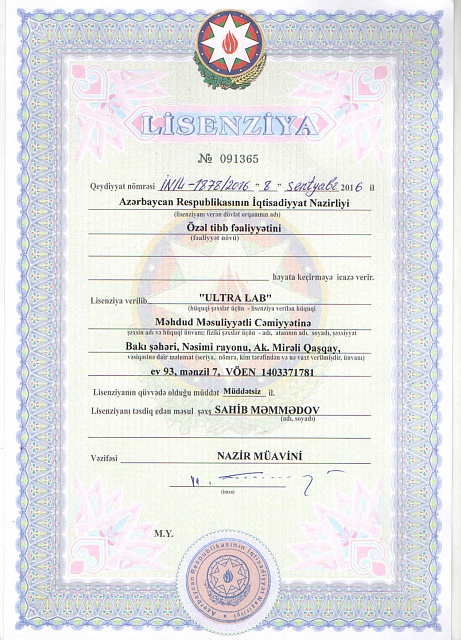 LİSENZİYA
№ 091365
Qeydiyyat nömrəsi İN14-1878/2016 "8" sentyabr 2016 il
Azərbaycan Respublikasının İqtisadiyyat Nazirliyi
(lisenziyanı verən dövlət orqanının adı)
Özəl tibb fəaliyyətini
(fəaliyyət növü)
həyata keçirməyə icazə verir.
Lisenziya verilib "ULTRA LAB"
(hüquqi şəxslər üçün - lisenziya verilən hüquqi
Məhdud Məsuliyyətli Cəmiyyətinə
şəxsin adı və hüquqi ünvanı; fiziki şəxslər üçün - adı, atasının adı, soyadı, şəxsiyyət
Bakı şəhəri, Nəsimi rayonu, Ak. Mirəli Qaşqay,
vəsiqəsinə dair məlumat (seriya, nömrə, kim tərəfindən və nə vaxt verilmişdir, ünvanı)
ev 93, mənzil 7, VÖEN 1403371781
Lisenziyanın qüvvədə olduğu müddət Müddətsiz il.
Lisenziyanı təsdiq edən məsul şəxs SAHİB MƏMMƏDOV
(adı, soyadı)
Vəzifəsi NAZİR MÜAVİNİ
(imza)
M.Y.
Azərbaycan Respublikasının İqtisadiyyat Nazirliyi